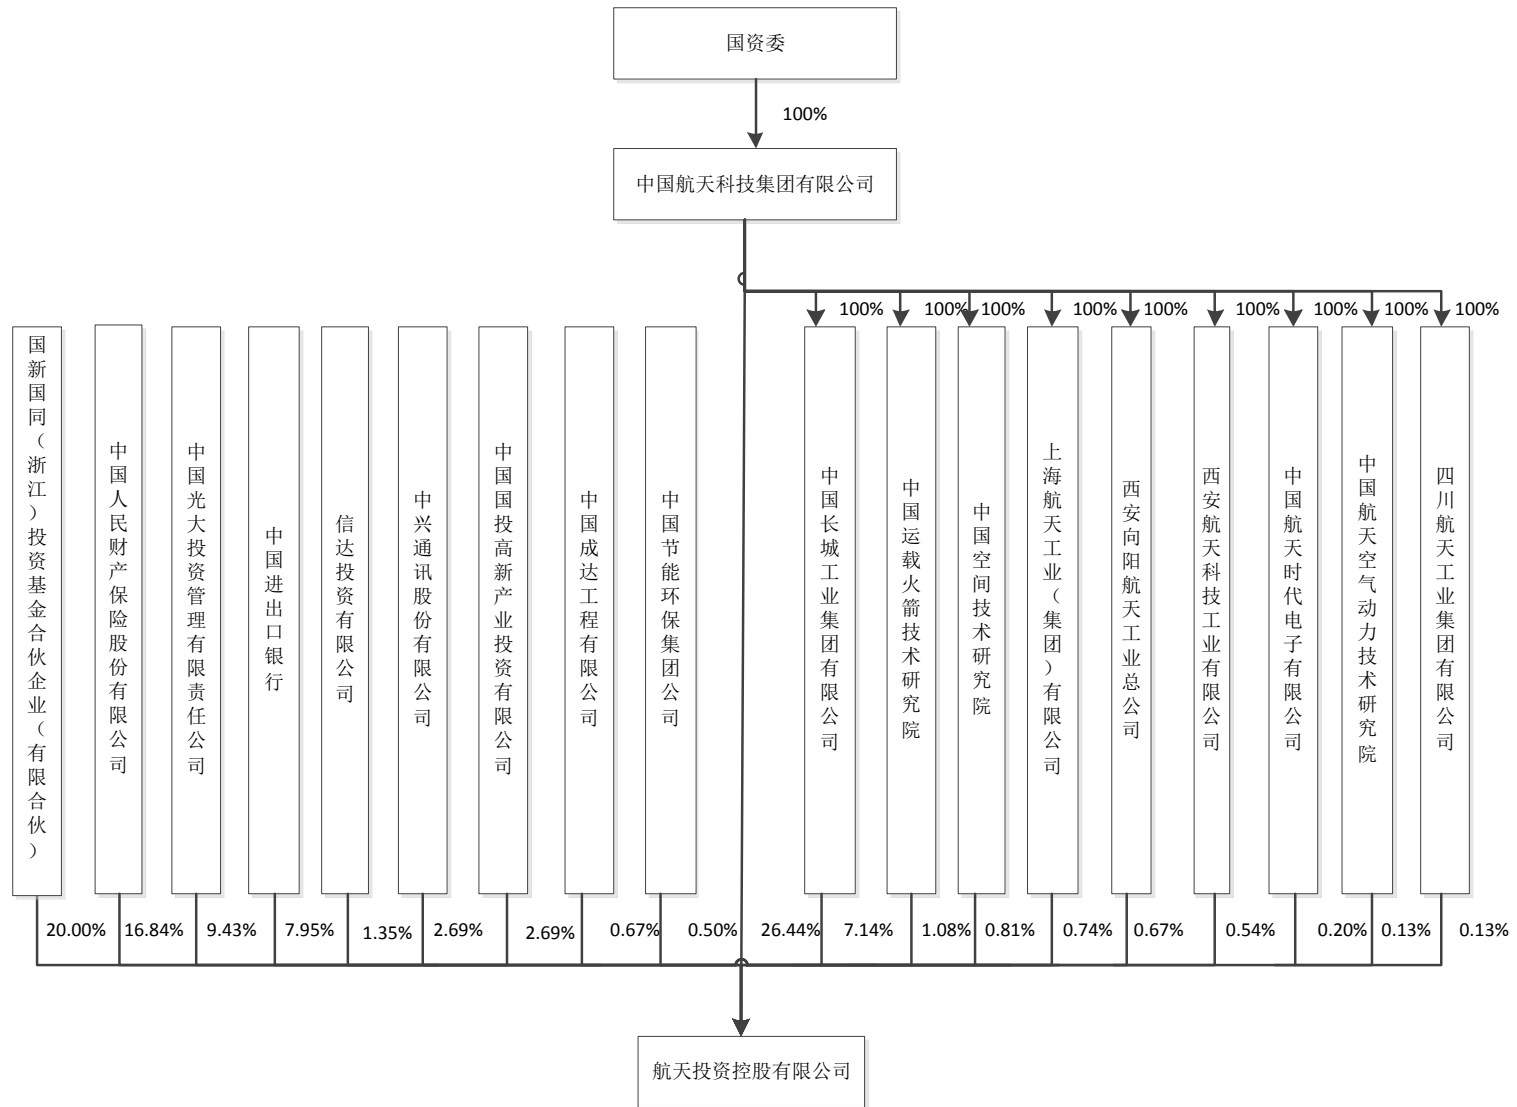 国资委
100%
中国航天科技集团有限公司
100%
100%
100%
100%
100%
100%
100%
100%
100%
国新国同（浙江）投资基金合伙企业（有限合伙）
中国人民财产保险股份有限公司
中国光大投资管理有限责任公司
中国进出口银行
信达投资有限公司
中兴通讯股份有限公司
中国国投高新产业投资有限公司
中国成达工程有限公司
中国节能环保集团公司
中国长城工业集团有限公司
中国运载火箭技术研究院
中国空间技术研究院
上海航天工业（集团）有限公司
西安向阳航天工业总公司
西安航天科技工业有限公司
中国航天时代电子有限公司
中国航天空气动力技术研究院
四川航天工业集团有限公司
20.00%
16.84%
9.43%
7.95%
1.35%
2.69%
2.69%
0.67%
0.50%
26.44%
7.14%
1.08%
0.81%
0.74%
0.67%
0.54%
0.20%
0.13%
0.13%
航天投资控股有限公司